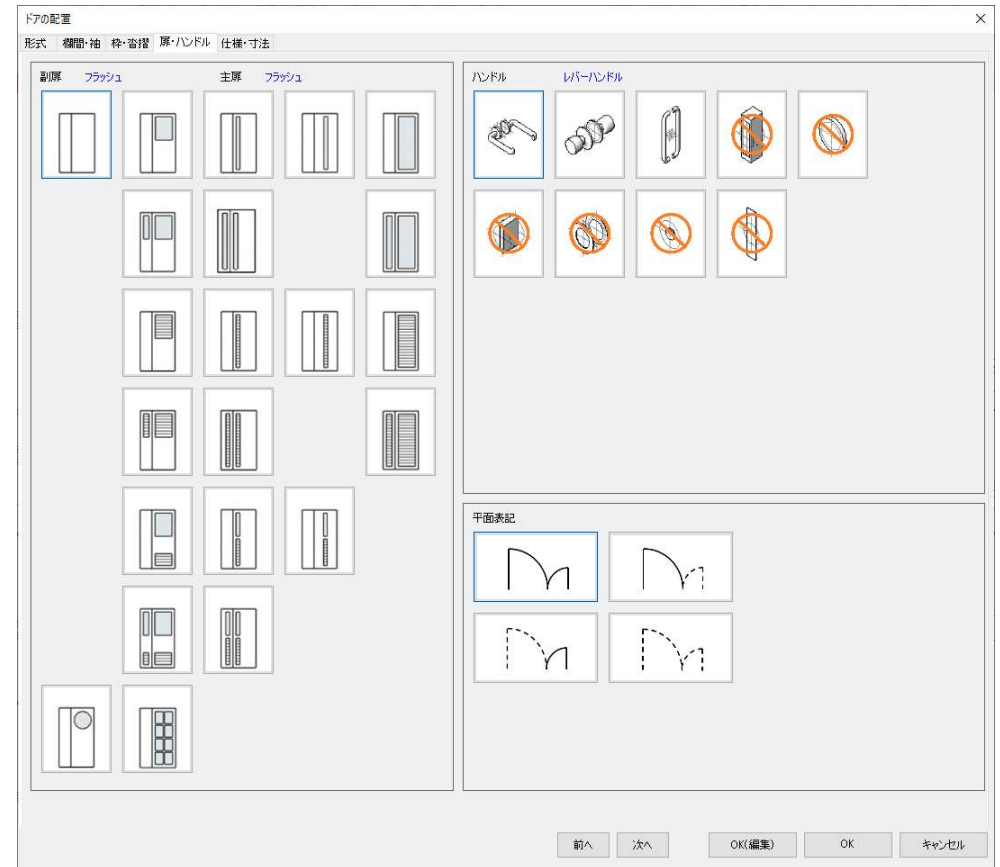 ドアの配置
形式 欄間・袖 枠・沓摺 扉・ハンドル 仕様・寸法
副扉 フラッシュ 主扉 フラッシュ
ハンドル レバーハンドル
平面表記
前へ 次へ OK(編集) OK キャンセル